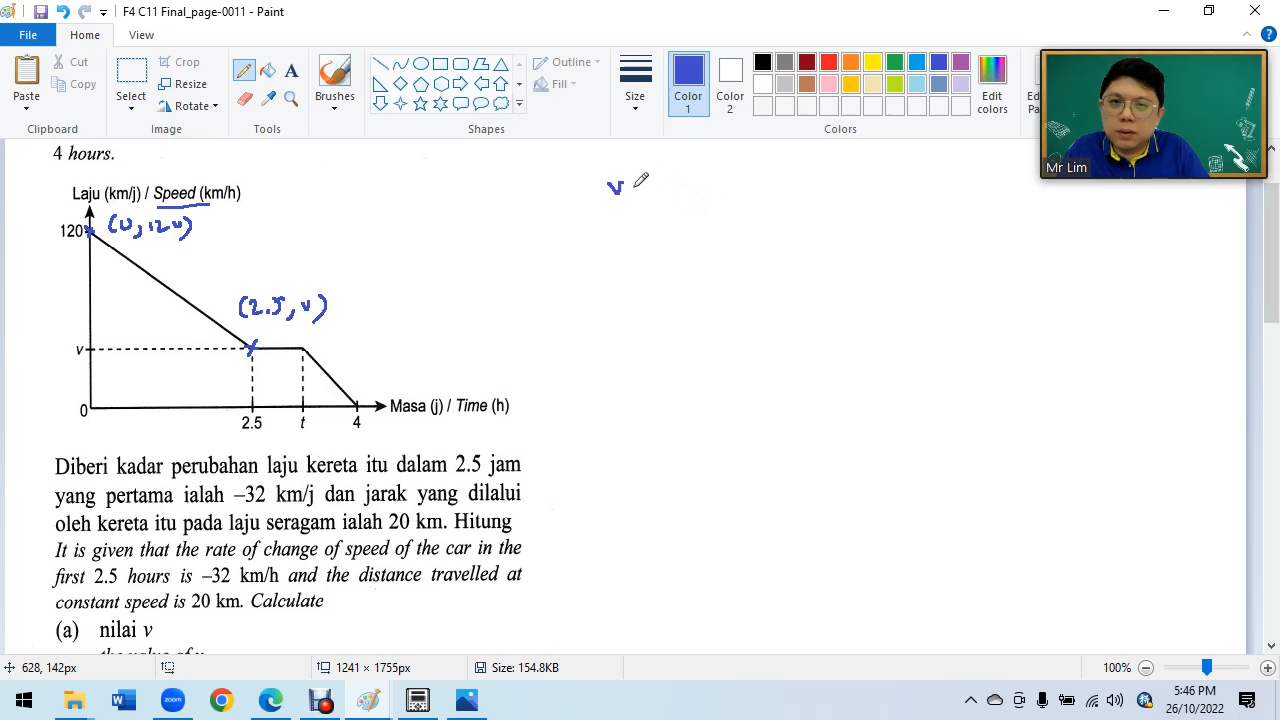 F4 C11 Final_page-0011 - Paint
File Home View
Paste
Cut
Copy
Clipboard
Select
Crop
Resize
Rotate
Image
Tools
Brushes
Shapes
Outline
Fill
Size
Color 1
Color 2
Colors
Edit colors
Mr Lim
4 hours.
Laju (km/j) / Speed (km/h)
120
(0, 120)
v
(2.5, v)
v
0
2.5
t
4
Masa (j) / Time (h)
Diberi kadar perubahan laju kereta itu dalam 2.5 jam
yang pertama ialah –32 km/j dan jarak yang dilalui
oleh kereta itu pada laju seragam ialah 20 km. Hitung
It is given that the rate of change of speed of the car in the
first 2.5 hours is –32 km/h and the distance travelled at
constant speed is 20 km. Calculate
(a) nilai v
the value of v
628, 142px
1241 × 1755px
Size: 154.8KB
100%
zoom
5:46 PM
26/10/2022